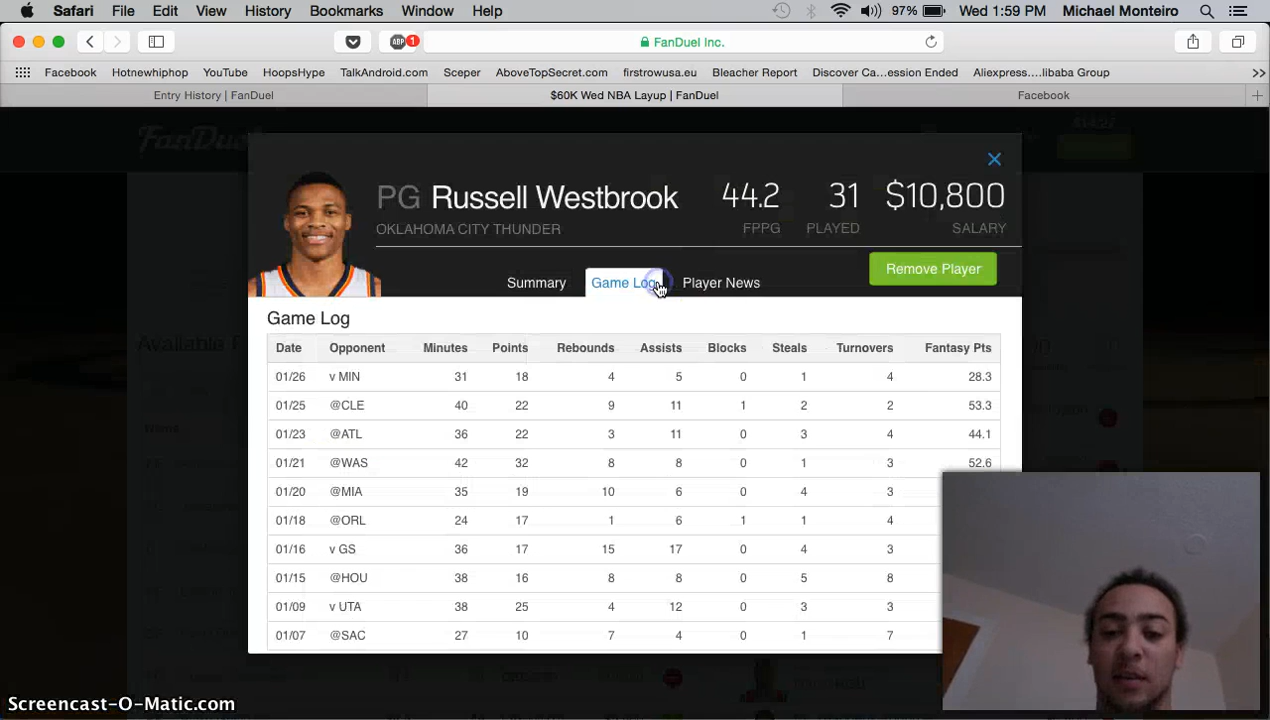 Safari File Edit View History Bookmarks Window Help 97% Wed 1:59 PM Michael Monteiro
ABP 1 FanDuel Inc.
Facebook Hotnewhiphop YouTube HoopsHype TalkAndroid.com Sceper AboveTopSecret.com firstrowusa.eu Bleacher Report Discover Ca...ession Ended Aliexpress....libaba Group >>
Entry History | FanDuel $60K Wed NBA Layup | FanDuel Facebook +
FanDuel
PG Russell Westbrook 44.2 31 $10,800
OKLAHOMA CITY THUNDER FPPG PLAYED SALARY
Remove Player
Summary Game Log Player News
Game Log
Date Opponent Minutes Points Rebounds Assists Blocks Steals Turnovers Fantasy Pts
01/26 v MIN 31 18 4 5 0 1 4 28.3
01/25 @CLE 40 22 9 11 1 2 2 53.3
01/23 @ATL 36 22 3 11 0 3 4 44.1
01/21 @WAS 42 32 8 8 0 1 3 52.6
01/20 @MIA 35 19 10 6 0 4 3
01/18 @ORL 24 17 1 6 1 1 4
01/16 v GS 36 17 15 17 0 4 3
01/15 @HOU 38 16 8 8 0 5 8
01/09 v UTA 38 25 4 12 0 3 3
01/07 @SAC 27 10 7 4 0 1 7
Screencast-O-Matic.com